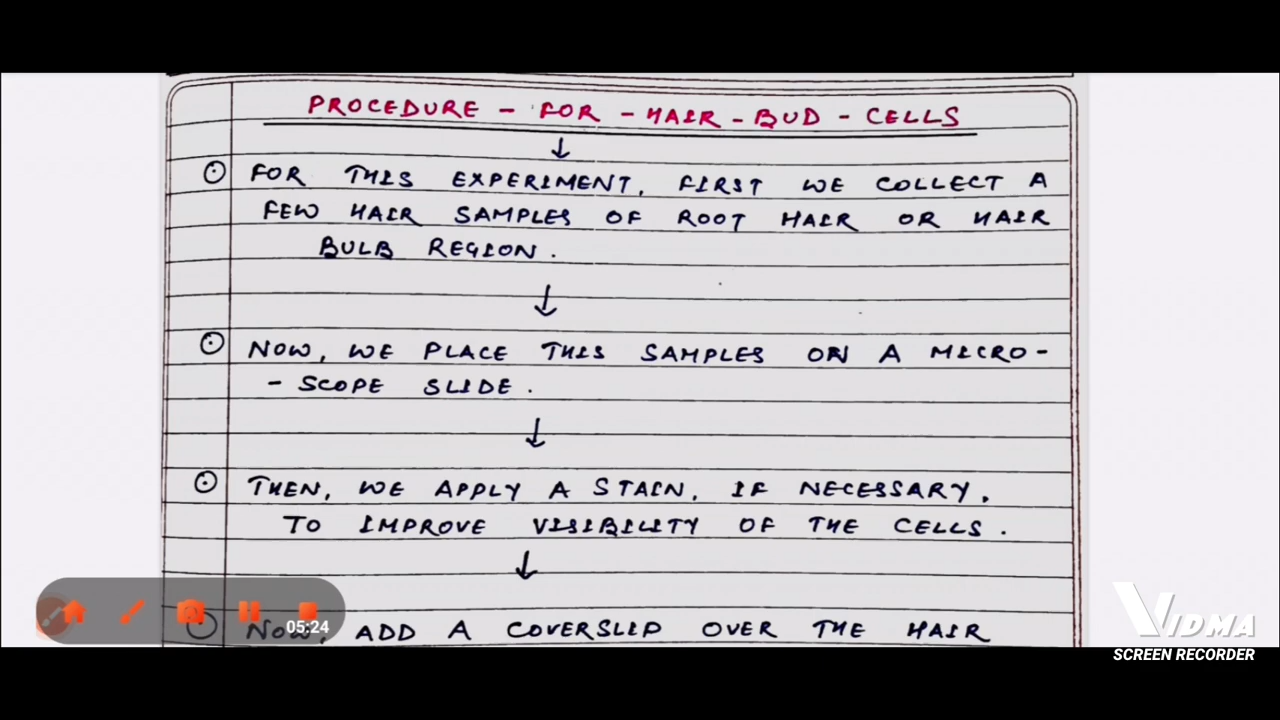 PROCEDURE - FOR - HAIR - BUD - CELLS
FOR THIS EXPERIMENT, FIRST WE COLLECT A
FEW HAIR SAMPLES OF ROOT HAIR OR HAIR
BULB REGION.
NOW, WE PLACE THIS SAMPLES ON A MICRO-
- SCOPE SLIDE.
THEN, WE APPLY A STAIN, IF NECESSARY,
TO IMPROVE VISIBILITY OF THE CELLS.
NOW, ADD A COVERSLIP OVER THE HAIR
05:24
VIDMA
SCREEN RECORDER